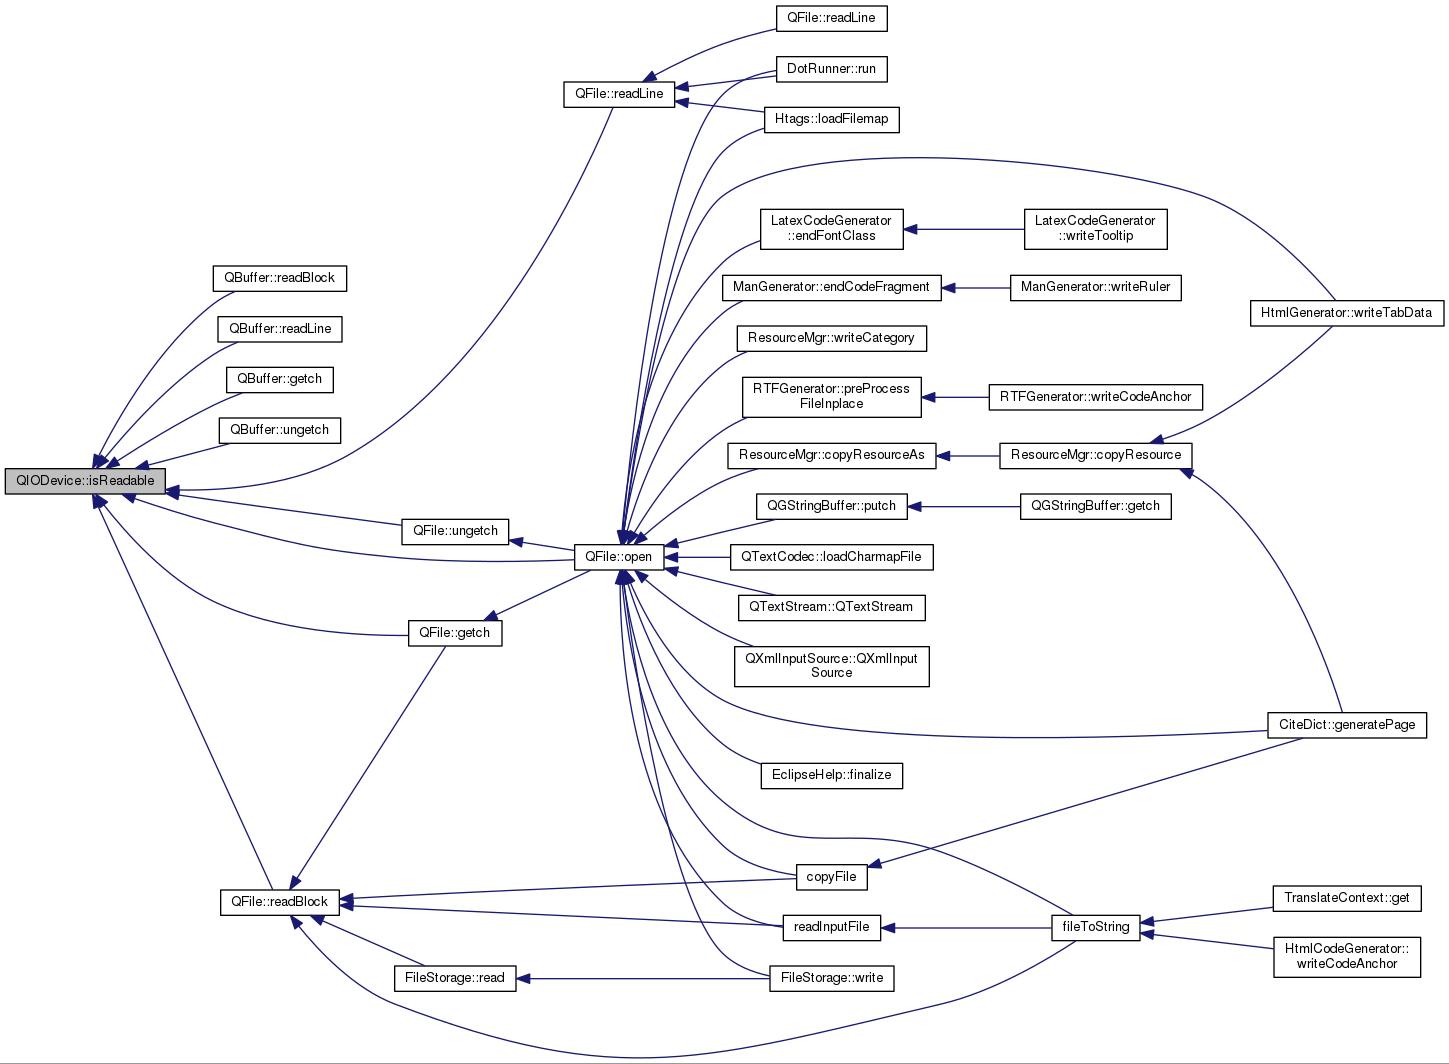 QFile::readLine
DotRunner::run
QFile::readLine
Htags::loadFilemap
LatexCodeGenerator
::endFontClass
LatexCodeGenerator
::writeTooltip
QBuffer::readBlock
ManGenerator::endCodeFragment
ManGenerator::writeRuler
HtmlGenerator::writeTabData
QBuffer::readLine
ResourceMgr::writeCategory
QBuffer::getch
RTFGenerator::preProcess
FileInplace
RTFGenerator::writeCodeAnchor
QBuffer::ungetch
ResourceMgr::copyResourceAs
ResourceMgr::copyResource
QIODevice::isReadable
QGStringBuffer::putch
QGStringBuffer::getch
QFile::ungetch
QFile::open
QTextCodec::loadCharmapFile
QTextStream::QTextStream
QFile::getch
QXmlInputSource::QXmlInput
Source
CiteDict::generatePage
EclipseHelp::finalize
copyFile
QFile::readBlock
TranslateContext::get
readInputFile
fileToString
HtmlCodeGenerator::
writeCodeAnchor
FileStorage::read
FileStorage::write